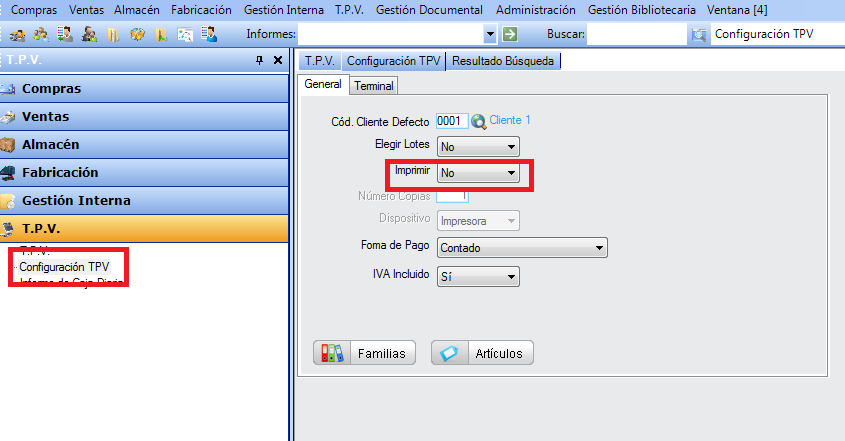 Compras Ventas Almacén Fabricación Gestión Interna T.P.V. Gestión Documental Administración Gestión Bibliotecaria Ventana [4]
Informes: Buscar: Configuración TPV
T.P.V.
Compras
Ventas
Almacén
Fabricación
Gestión Interna
T.P.V.
T.P.V.
Configuración TPV
Informe de Caja Diaria
T.P.V. Configuración TPV Resultado Búsqueda
General Terminal
Cód. Cliente Defecto 0001 Cliente 1
Elegir Lotes No
Imprimir No
Número Copias 1
Dispositivo Impresora
Foma de Pago Contado
IVA Incluido Sí
Familias Artículos